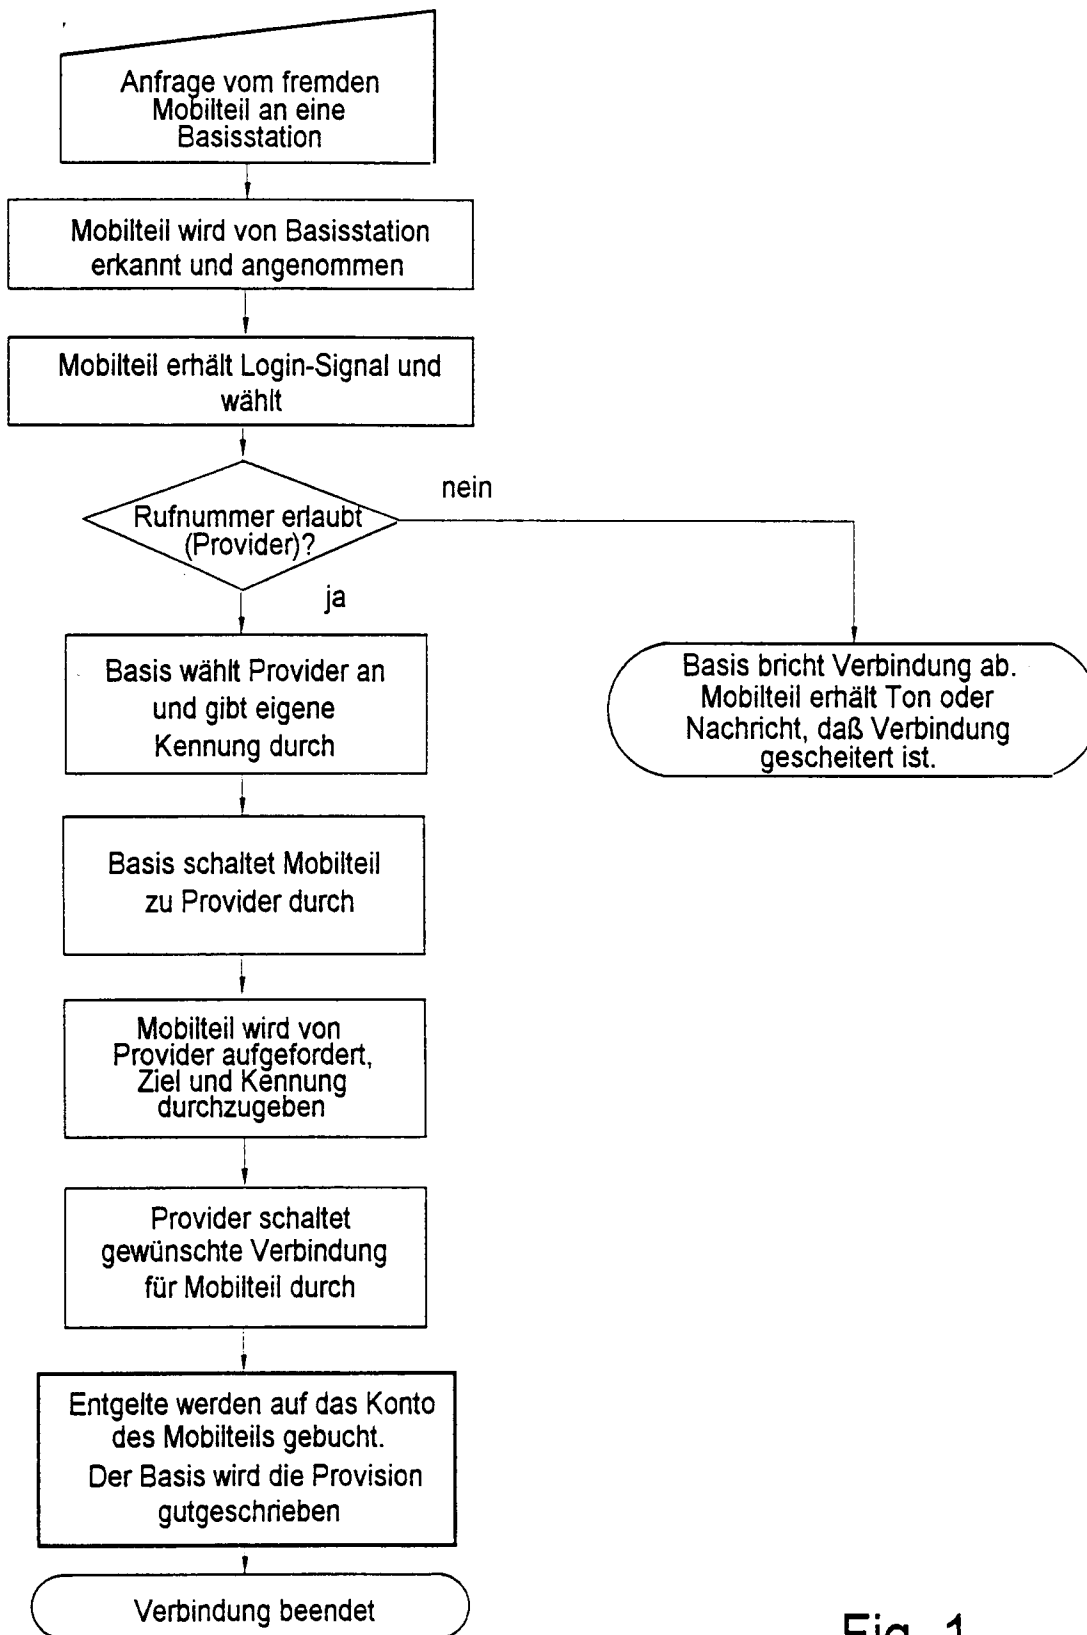 Anfrage vom fremden
Mobilteil an eine
Basisstation
Mobilteil wird von Basisstation
erkannt und angenommen
Mobilteil erhält Login-Signal und
wählt
nein
Rufnummer erlaubt
(Provider)?
ja
Basis wählt Provider an
und gibt eigene
Kennung durch
Basis bricht Verbindung ab.
Mobilteil erhält Ton oder
Nachricht, daß Verbindung
gescheitert ist.
Basis schaltet Mobilteil
zu Provider durch
Mobilteil wird von
Provider aufgefordert,
Ziel und Kennung
durchzugeben
Provider schaltet
gewünschte Verbindung
für Mobilteil durch
Entgelte werden auf das Konto
des Mobilteils gebucht.
Der Basis wird die Provision
gutgeschrieben
Verbindung beendet
Fig. 1